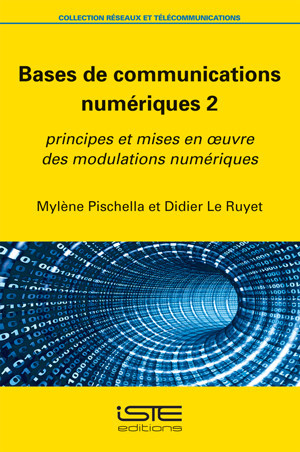 COLLECTION RÉSEAUX ET TÉLÉCOMMUNICATIONS
Bases de communications
numériques 2
principes et mises en œuvre
des modulations numériques
Mylène Pischella et Didier Le Ruyet
iSTE
editions